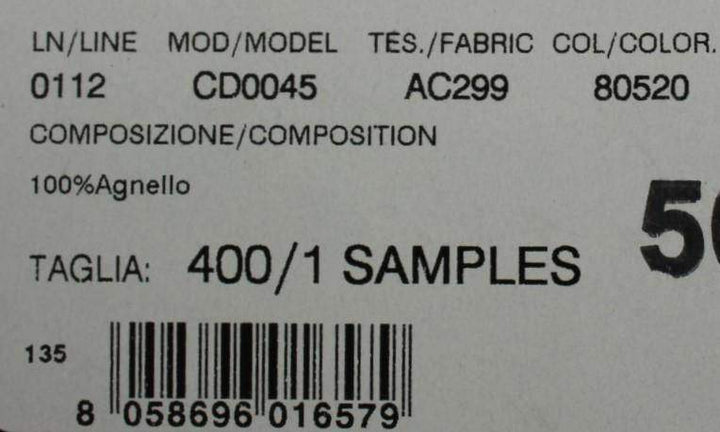 LN/LINE MOD/MODEL TES./FABRIC COL/COLOR.
0112 CD0045 AC299 80520
COMPOSIZIONE/COMPOSITION
100%Agnello
TAGLIA: 400/1 SAMPLES
135
8 058696 016579